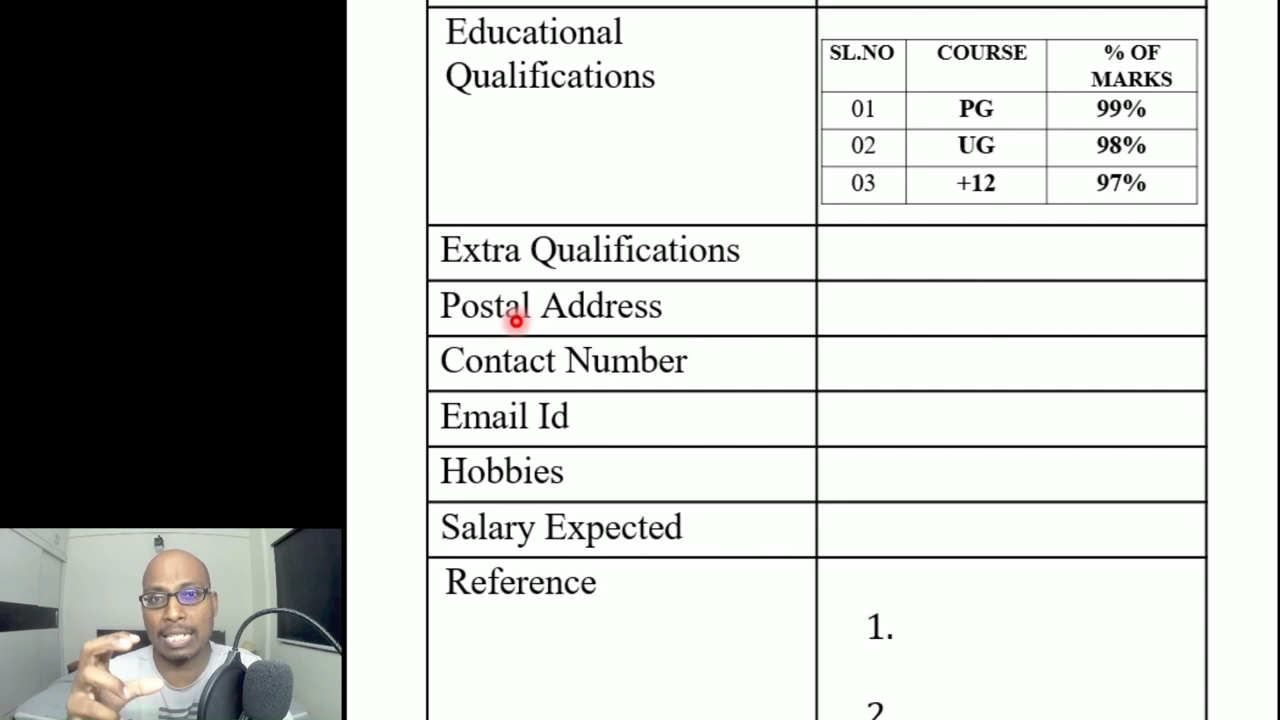 Educational
Qualifications
SL.NO COURSE % OF
MARKS
01 PG 99%
02 UG 98%
03 +12 97%
Extra Qualifications
Postal Address
Contact Number
Email Id
Hobbies
Salary Expected
Reference
1.
2